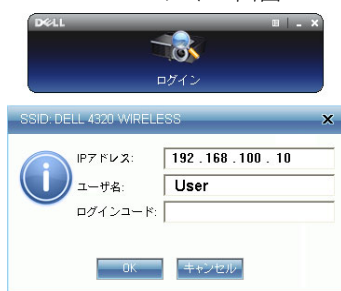 DELL
ログイン
SSID: DELL 4320 WIRELESS
IPアドレス: 192 . 168 . 100 . 10
ユーザ名: User
ログインコード:
OK キャンセル